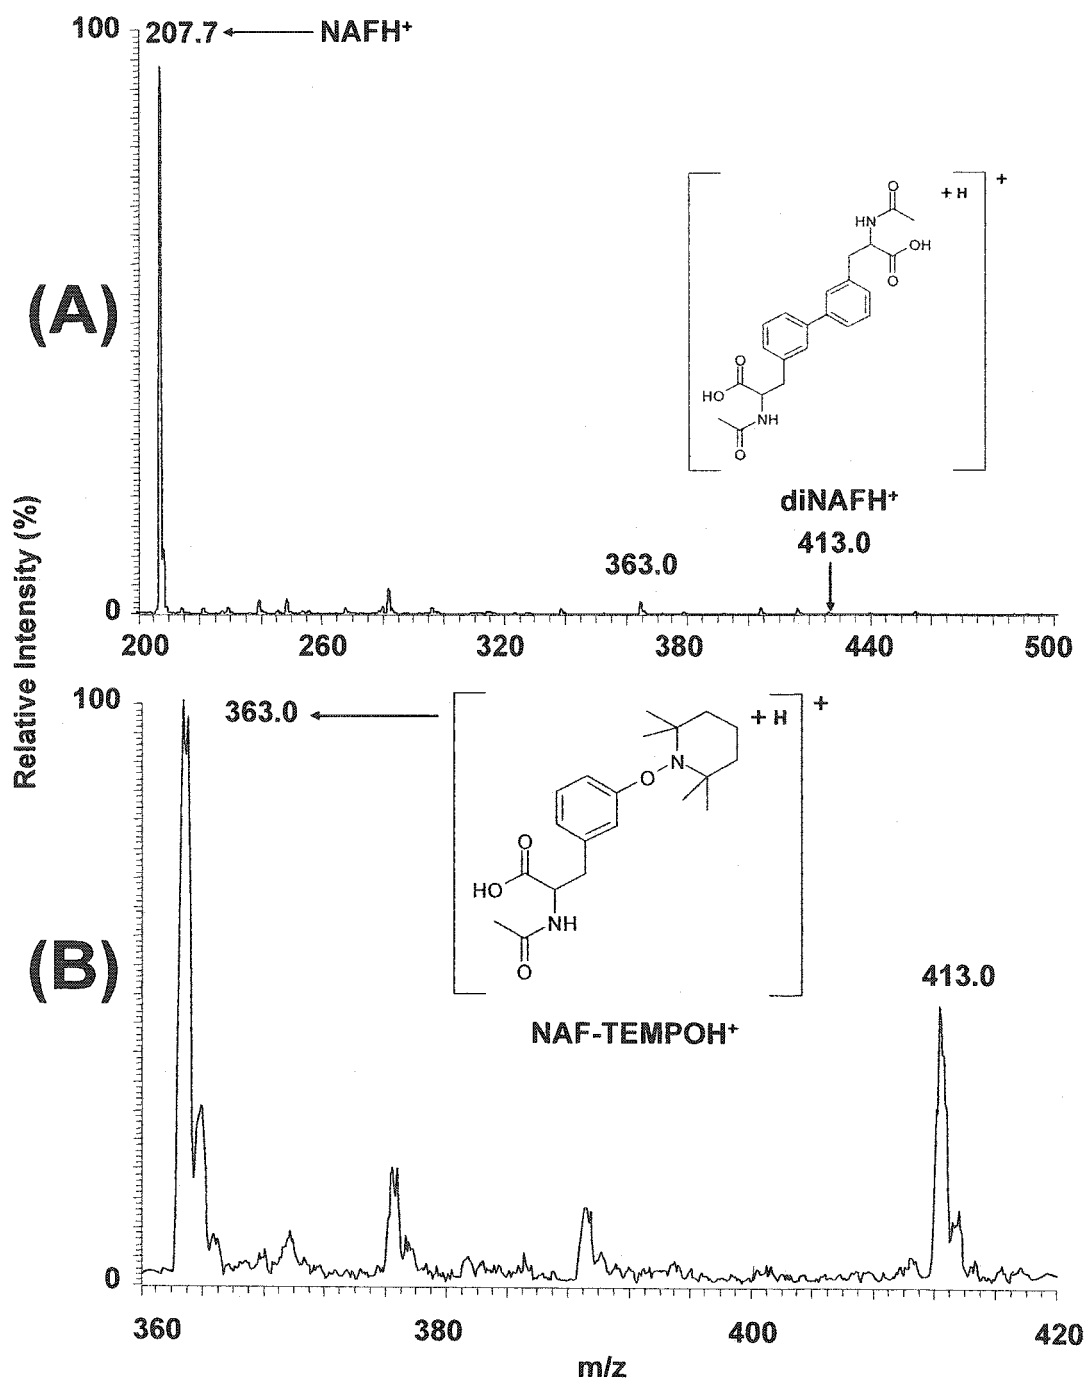 100
207.7 NAFH+
(A)
+ H
+
O
HN
OH
O
O
HO
NH
O
diNAFH+
413.0
363.0
0
200 260 320 380 440 500
Relative Intensity (%)
100
363.0
+ H
+
O
N
O
HO
NH
O
(B)
413.0
NAF-TEMPOH+
0
360 380 400 420
m/z